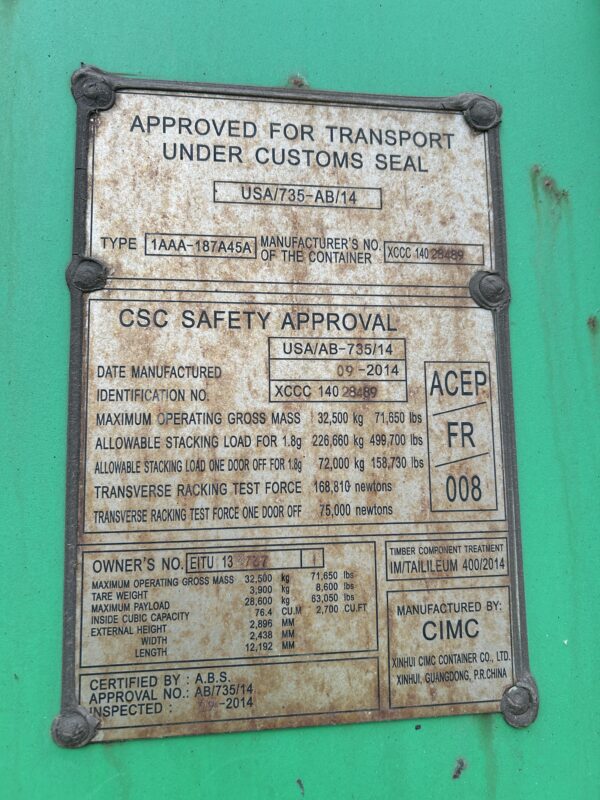 APPROVED FOR TRANSPORT
UNDER CUSTOMS SEAL
USA/735-AB/14
TYPE 1AAA-187A45A MANUFACTURER'S NO. OF THE CONTAINER XCCC 140 28489
CSC SAFETY APPROVAL
USA/AB-735/14
DATE MANUFACTURED 09-2014
IDENTIFICATION NO. XCCC 140 28489
MAXIMUM OPERATING GROSS MASS 32,500 kg 71,650 lbs
ALLOWABLE STACKING LOAD FOR 1.8g 226,660 kg 499,700 lbs
ALLOWABLE STACKING LOAD ONE DOOR OFF FOR 1.8g 72,000 kg 158,730 lbs
TRANSVERSE RACKING TEST FORCE 168,810 newtons
TRANSVERSE RACKING TEST FORCE ONE DOOR OFF 75,000 newtons
ACEP
FR
008
OWNER'S NO. EITU 13
MAXIMUM OPERATING GROSS MASS 32,500 kg 71,650 lbs
TARE WEIGHT 3,900 kg 8,600 lbs
MAXIMUM PAYLOAD 28,600 kg 63,050 lbs
INSIDE CUBIC CAPACITY 76.4 CU.M 2,700 CU.FT
EXTERNAL HEIGHT 2,896 MM
WIDTH 2,438 MM
LENGTH 12,192 MM
TIMBER COMPONENT TREATMENT
IM/TAILILEUM 400/2014
MANUFACTURED BY:
CIMC
XINHUI CIMC CONTAINER CO., LTD.
XINHUI, GUANGDONG, P.R.CHINA
CERTIFIED BY : A.B.S.
APPROVAL NO.: AB/735/14
INSPECTED : -2014